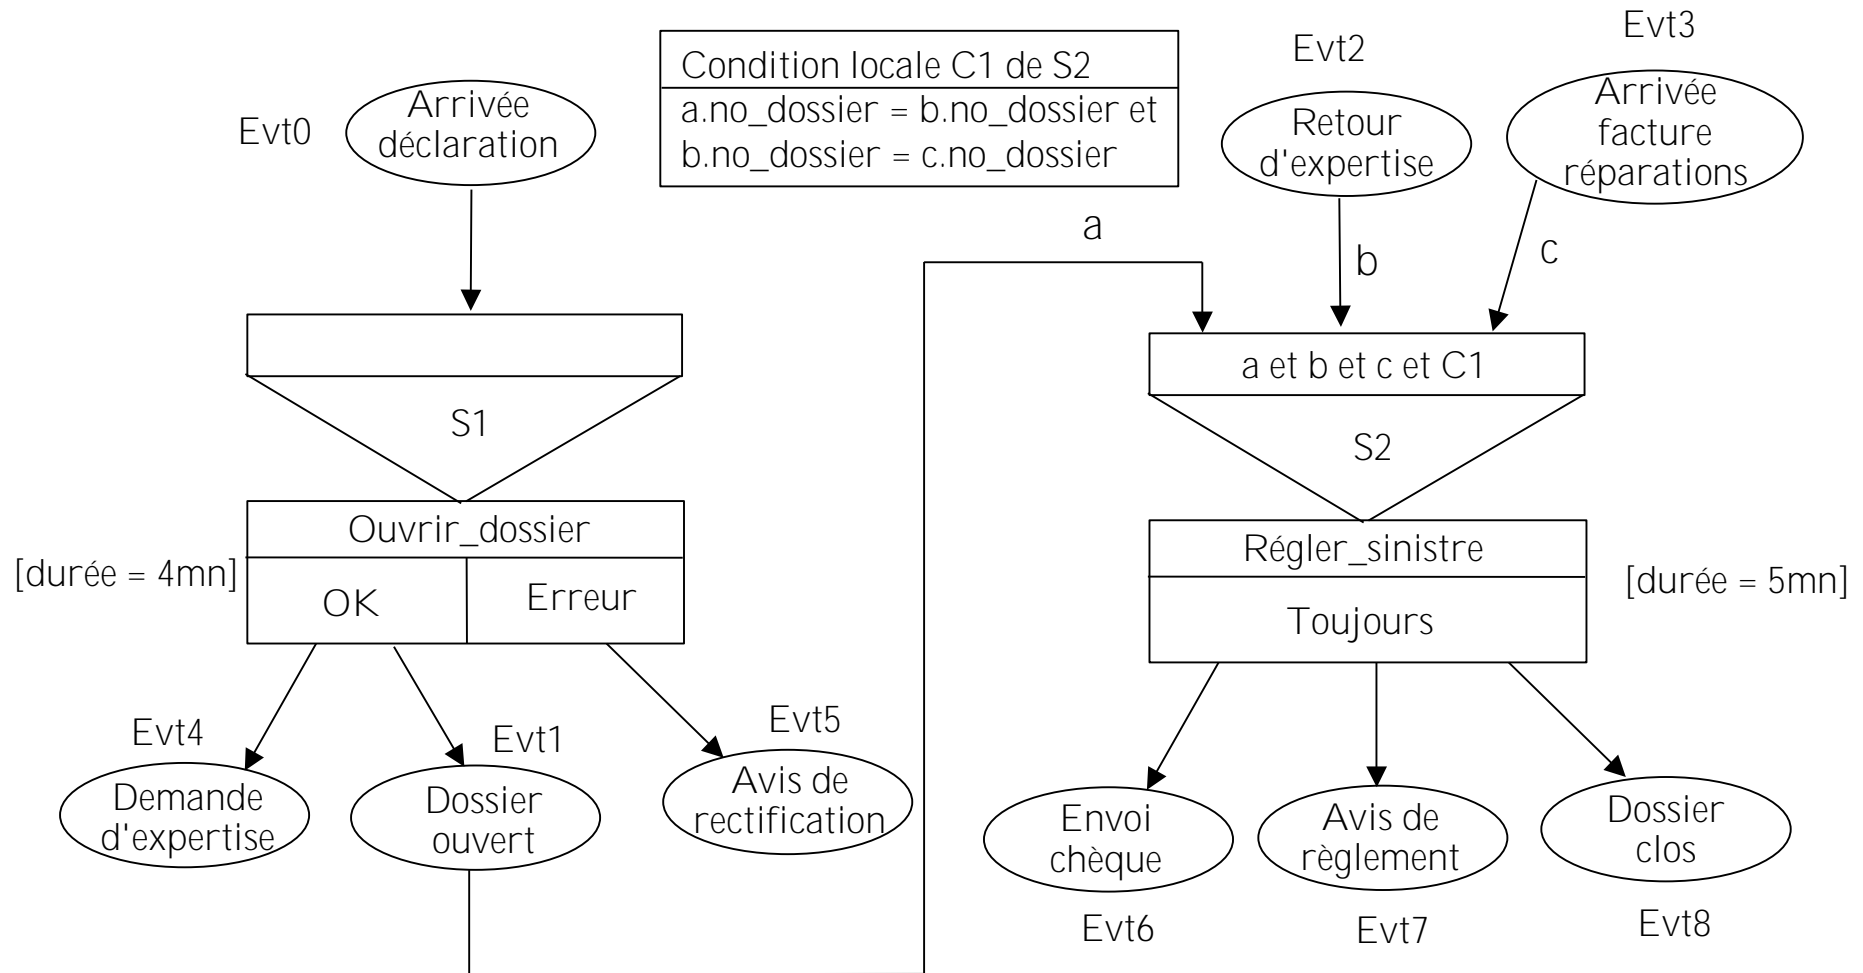 Evt0
Arrivée
déclaration
Condition locale C1 de S2
a.no_dossier = b.no_dossier et
b.no_dossier = c.no_dossier
Evt2
Retour
d'expertise
Evt3
Arrivée
facture
réparations
a
b
c
S1
Ouvrir_dossier
[durée = 4mn]
OK
Erreur
a et b et c et C1
S2
Régler_sinistre
Toujours
[durée = 5mn]
Evt4
Demande
d'expertise
Evt1
Dossier
ouvert
Evt5
Avis de
rectification
Envoi
chèque
Evt6
Avis de
règlement
Evt7
Dossier
clos
Evt8